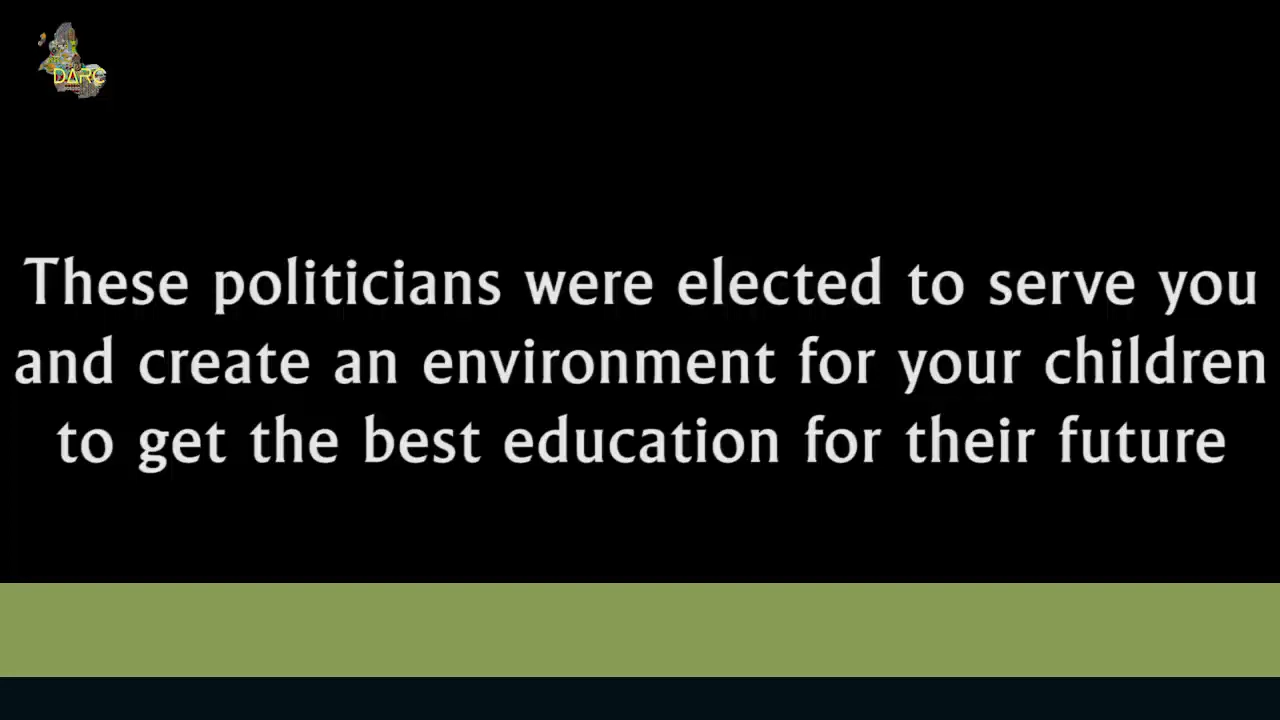 DARC
These politicians were elected to serve you
and create an environment for your children
to get the best education for their future